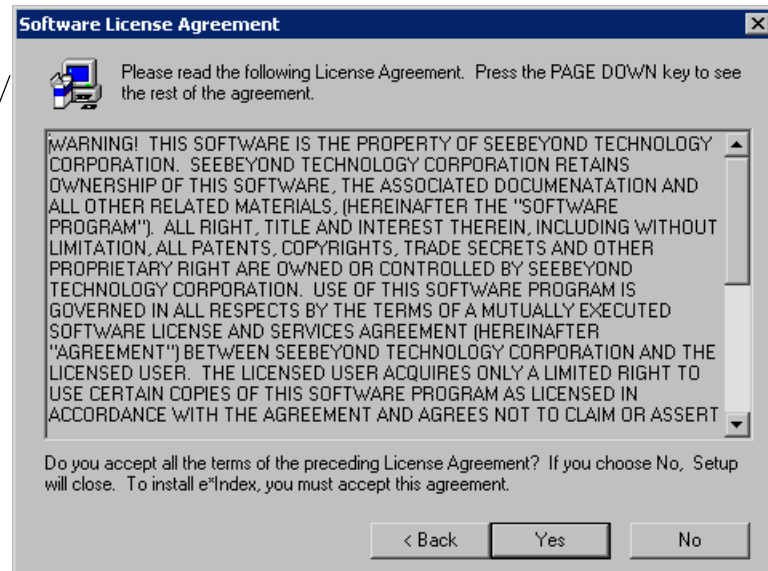 Software License Agreement
Please read the following License Agreement.  Press the PAGE DOWN key to see
the rest of the agreement.
WARNING!  THIS SOFTWARE IS THE PROPERTY OF SEEBEYOND TECHNOLOGY
CORPORATION.  SEEBEYOND TECHNOLOGY CORPORATION RETAINS
OWNERSHIP OF THIS SOFTWARE, THE ASSOCIATED DOCUMENATATION AND
ALL OTHER RELATED MATERIALS, (HEREINAFTER THE "SOFTWARE
PROGRAM").  ALL RIGHT, TITLE AND INTEREST THEREIN, INCLUDING WITHOUT
LIMITATION, ALL PATENTS, COPYRIGHTS, TRADE SECRETS AND OTHER
PROPRIETARY RIGHT ARE OWNED OR CONTROLLED BY SEEBEYOND
TECHNOLOGY CORPORATION.  USE OF THIS SOFTWARE PROGRAM IS
GOVERNED IN ALL RESPECTS BY THE TERMS OF A MUTUALLY EXECUTED
SOFTWARE LICENSE AND SERVICES AGREEMENT (HEREINAFTER
"AGREEMENT") BETWEEN SEEBEYOND TECHNOLOGY CORPORATION AND THE
LICENSED USER.  THE LICENSED USER ACQUIRES ONLY A LIMITED RIGHT TO
USE CERTAIN COPIES OF THIS SOFTWARE PROGRAM AS LICENSED IN
ACCORDANCE WITH THE AGREEMENT AND AGREES NOT TO CLAIM OR ASSERT
Do you accept all the terms of the preceding License Agreement?  If you choose No,  Setup
will close.  To install e*Index, you must accept this agreement.
< Back
Yes
No